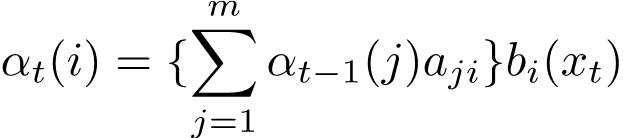 α_t(i) = {∑_{j=1}^{m} α_{t−1}(j)a_{ji}}b_i(x_t)